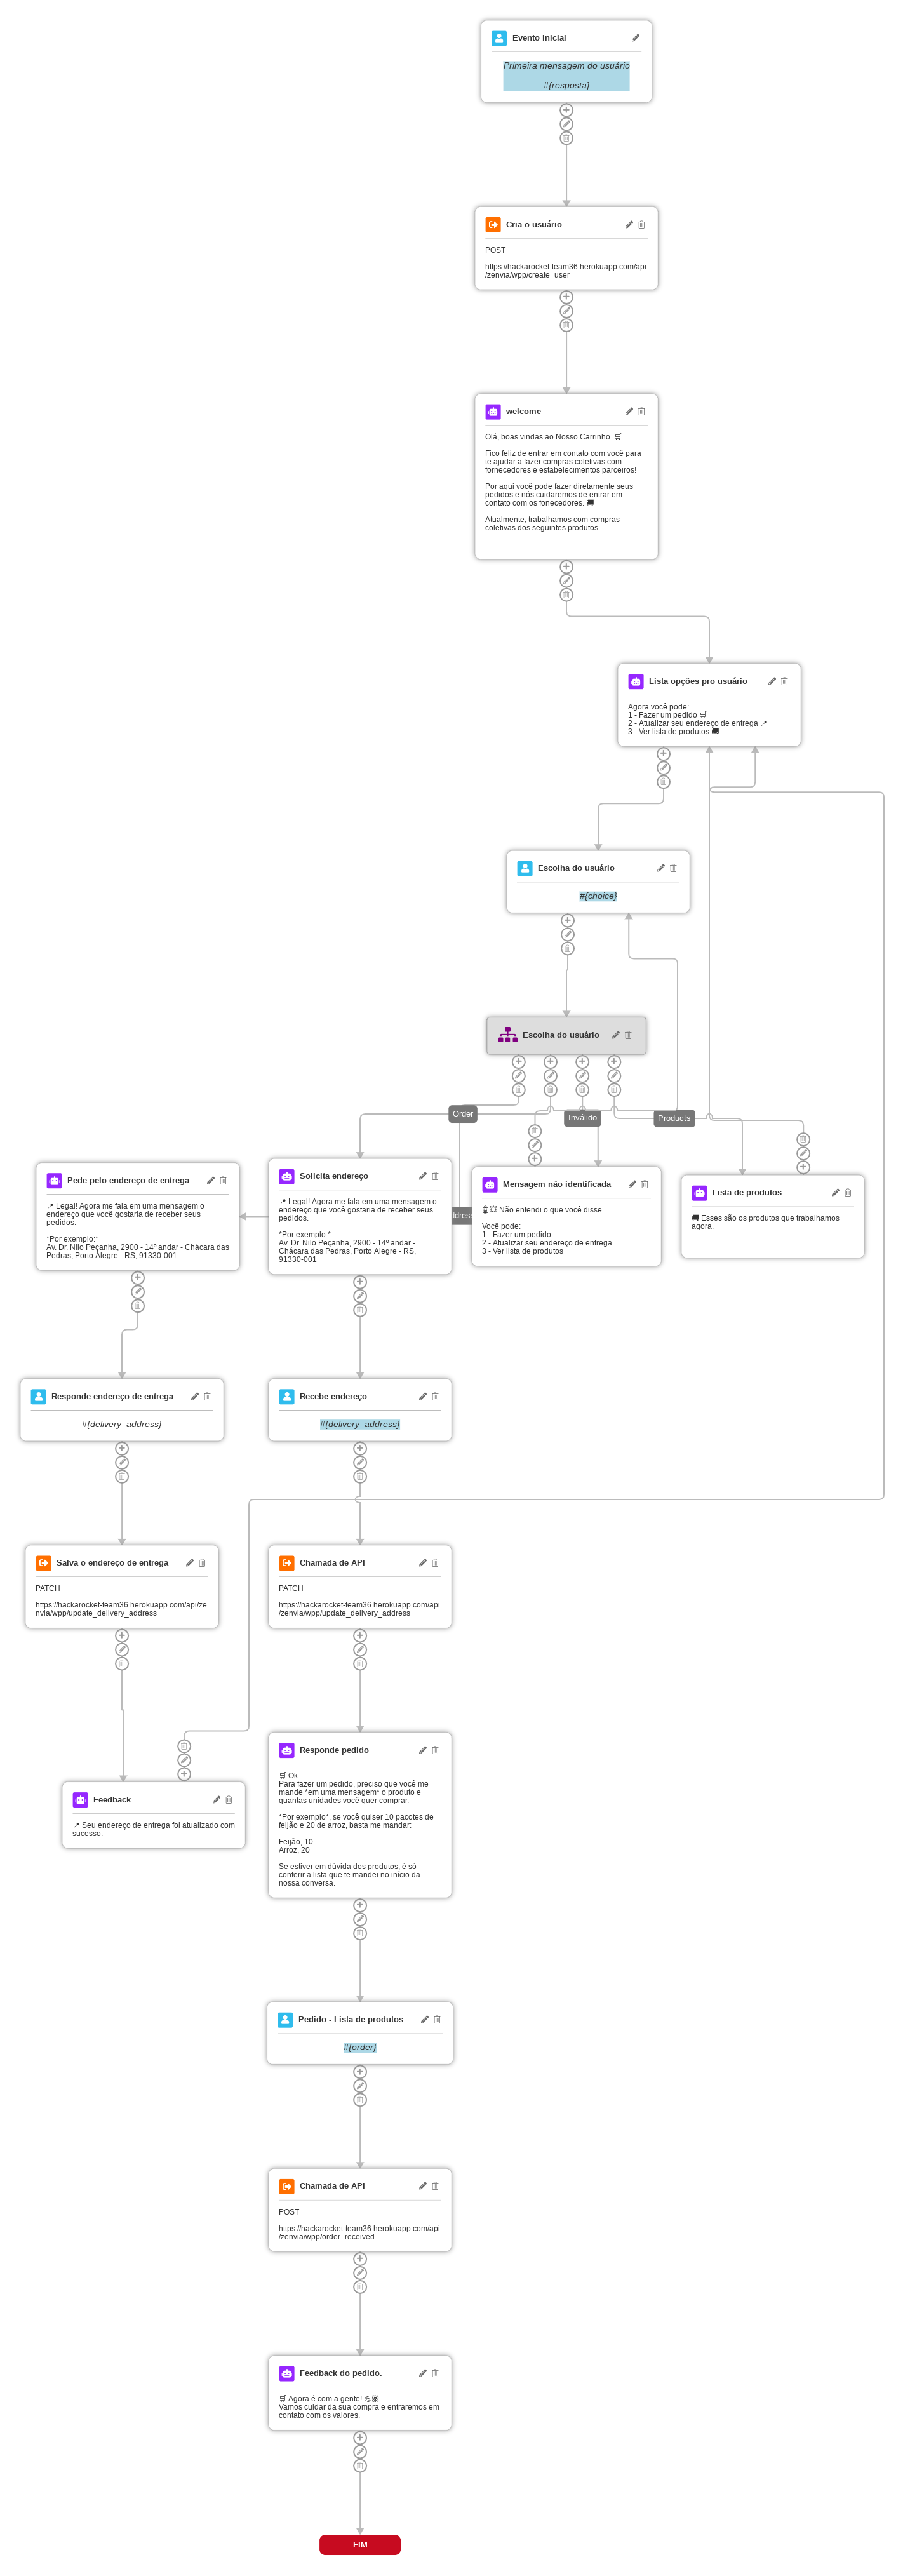 Evento inicial
Primeira mensagem do usuário
#{resposta}
Cria o usuário
POST
https://hackarocket-team36.herokuapp.com/api
/zenvia/wpp/create_user
welcome
Olá, boas vindas ao Nosso Carrinho. 🛒
Fico feliz de entrar em contato com você para
te ajudar a fazer compras coletivas com
fornecedores e estabelecimentos parceiros!
Por aqui você pode fazer diretamente seus
pedidos e nós cuidaremos de entrar em
contato com os fonecedores. 🚚
Atualmente, trabalhamos com compras
coletivas dos seguintes produtos.
Lista opções pro usuário
Agora você pode:
1 - Fazer um pedido 🛒
2 - Atualizar seu endereço de entrega 📍
3 - Ver lista de produtos 🚚
Escolha do usuário
#{choice}
Escolha do usuário
Order
Inválido
Products
Pede pelo endereço de entrega
📍 Legal! Agora me fala em uma mensagem o
endereço que você gostaria de receber seus
pedidos.
*Por exemplo:*
Av. Dr. Nilo Peçanha, 2900 - 14º andar - Chácara das
Pedras, Porto Alegre - RS, 91330-001
Solicita endereço
📍 Legal! Agora me fala em uma mensagem o
endereço que você gostaria de receber seus
pedidos.
*Por exemplo:*
Av. Dr. Nilo Peçanha, 2900 - 14º andar -
Chácara das Pedras, Porto Alegre - RS,
91330-001
Mensagem não identificada
🤖💥 Não entendi o que você disse.
Você pode:
1 - Fazer um pedido
2 - Atualizar seu endereço de entrega
3 - Ver lista de produtos
Lista de produtos
🚚 Esses são os produtos que trabalhamos
agora.
Responde endereço de entrega
#{delivery_address}
Recebe endereço
#{delivery_address}
Salva o endereço de entrega
PATCH
https://hackarocket-team36.herokuapp.com/api/ze
nvia/wpp/update_delivery_address
Chamada de API
PATCH
https://hackarocket-team36.herokuapp.com/api
/zenvia/wpp/update_delivery_address
Feedback
📍 Seu endereço de entrega foi atualizado com
sucesso.
Responde pedido
🛒 Ok.
Para fazer um pedido, preciso que você me
mande *em uma mensagem* o produto e
quantas unidades você quer comprar.
*Por exemplo*, se você quiser 10 pacotes de
feijão e 20 de arroz, basta me mandar:
Feijão, 10
Arroz, 20
Se estiver em dúvida dos produtos, é só
conferir a lista que te mandei no início da
nossa conversa.
Pedido - Lista de produtos
#{order}
Chamada de API
POST
https://hackarocket-team36.herokuapp.com/api
/zenvia/wpp/order_received
Feedback do pedido.
🛒 Agora é com a gente! 💪🏽
Vamos cuidar da sua compra e entraremos em
contato com os valores.
FIM